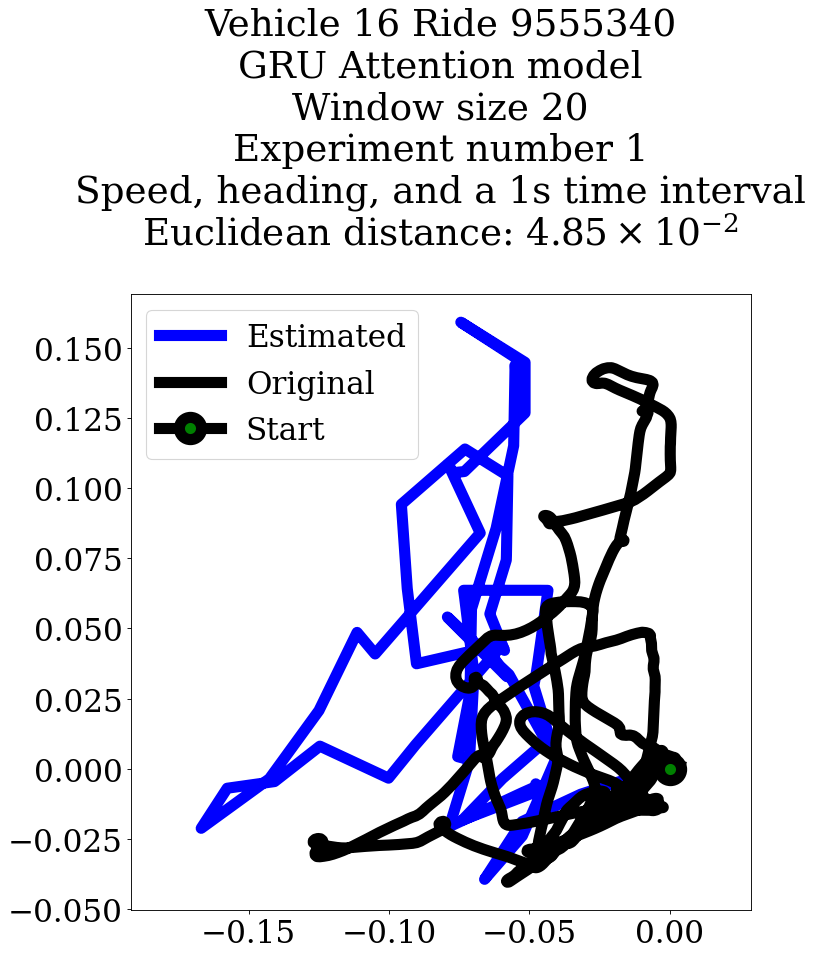 Vehicle 16 Ride 9555340
GRU Attention model
Window size 20
Experiment number 1
Speed, heading, and a 1s time interval
Euclidean distance: 4.85 × 10⁻²
Estimated
Original
Start
0.150
0.125
0.100
0.075
0.050
0.025
0.000
−0.025
−0.050
−0.15 −0.10 −0.05 0.00